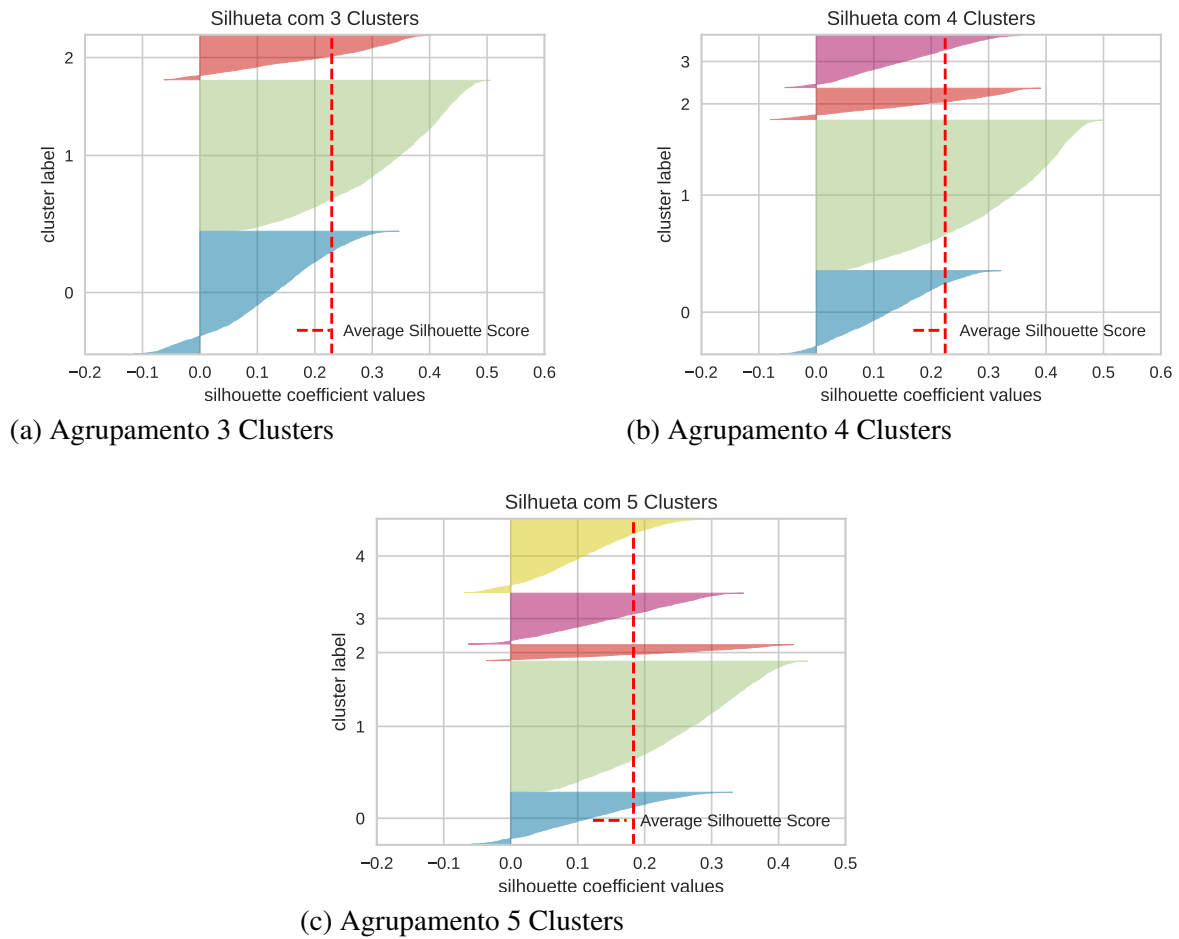 Silhueta com 3 Clusters
2
1
0
cluster label
Average Silhouette Score
−0.2 −0.1 0.0 0.1 0.2 0.3 0.4 0.5 0.6
silhouette coefficient values
(a) Agrupamento 3 Clusters
Silhueta com 4 Clusters
3
2
1
0
cluster label
Average Silhouette Score
−0.2 −0.1 0.0 0.1 0.2 0.3 0.4 0.5 0.6
silhouette coefficient values
(b) Agrupamento 4 Clusters
Silhueta com 5 Clusters
4
3
2
1
0
cluster label
Average Silhouette Score
−0.2 −0.1 0.0 0.1 0.2 0.3 0.4 0.5
silhouette coefficient values
(c) Agrupamento 5 Clusters